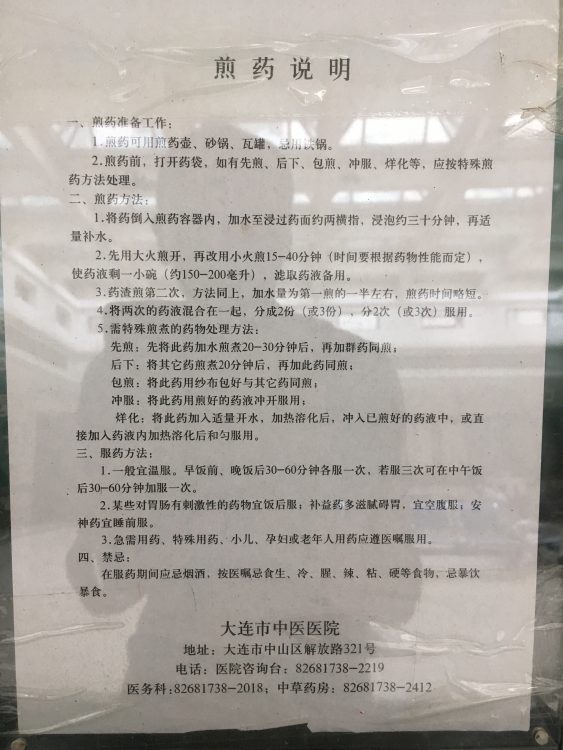 煎药说明
一、煎药准备工作：
1.煎药可用煎药壶、砂锅、瓦罐，忌用铁锅。
2.煎药前，打开药袋，如有先煎、后下、包煎、冲服、烊化等，应按特殊煎
药方法处理。
二、煎药方法：
1.将药倒入煎药容器内，加水至浸过药面约两横指，浸泡约三十分钟，再适
量补水。
2.先用大火煎开，再改用小火煎15-40分钟（时间要根据药物性能而定），
使药液剩一小碗（约150-200毫升），滤取药液备用。
3.药渣煎第二次，方法同上，加水量为第一煎的一半左右，煎药时间略短。
4.将两次的药液混合在一起，分成2份（或3份），分2次（或3次）服用。
5.需特殊煎煮的药物处理方法：
先煎：先将此药加水煎煮20-30分钟后，再加群药同煎；
后下：将其它药煎煮20分钟后，再加此药同煎；
包煎：将此药用纱布包好与其它药同煎；
冲服：将此药用煎好的药液冲开服用；
烊化：将此药加入适量开水，加热溶化后，冲入已煎好的药液中，或直
接加入药液内加热溶化后和匀服用。
三、服药方法：
1.一般宜温服。早饭前、晚饭后30-60分钟各服一次，若服三次可在中午饭
后30-60分钟加服一次。
2.某些对胃肠有刺激性的药物宜饭后服；补益药多滋腻碍胃，宜空腹服；安
神药宜睡前服。
3.急需用药、特殊用药、小儿、孕妇或老年人用药应遵医嘱服用。
四、禁忌：
在服药期间应忌烟酒，按医嘱忌食生、冷、腥、辣、粘、硬等食物，忌暴饮
暴食。
大连市中医医院
地址：大连市中山区解放路321号
电话：医院咨询台：82681738-2219
医务科：82681738-2018；中草药房：82681738-2412